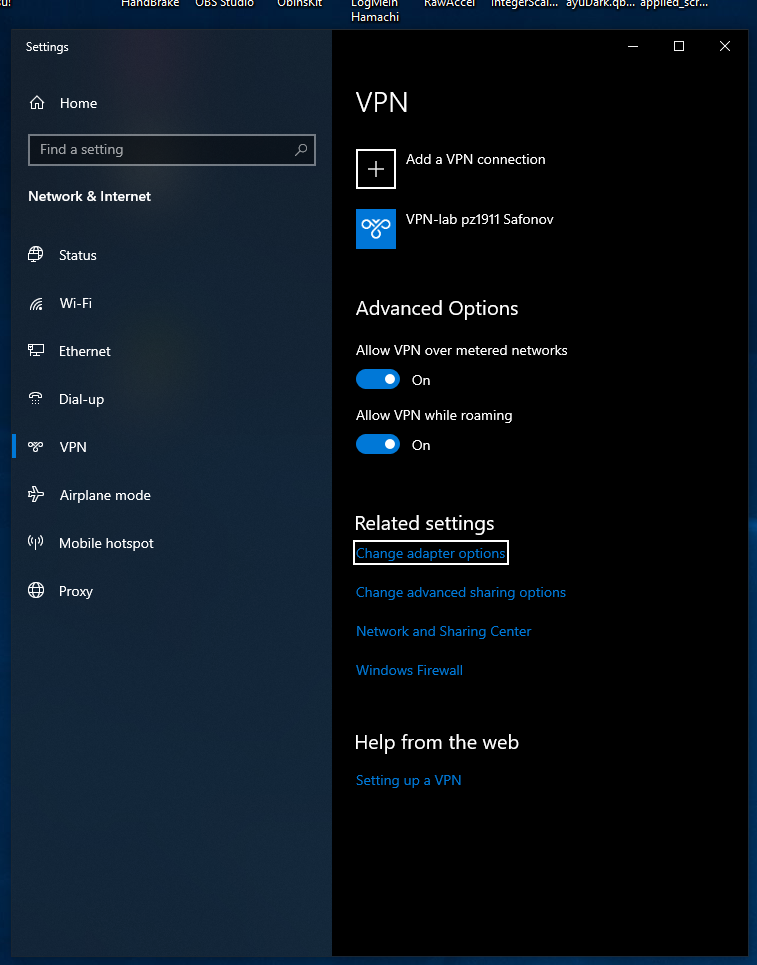 HandBrake
OBS Studio
ObinsKit
LogMeIn
Hamachi
RawAccel
IntegerScal...
ayuDark.qb...
applied_scr...
Settings
Home
Find a setting
Network & Internet
Status
Wi-Fi
Ethernet
Dial-up
VPN
Airplane mode
Mobile hotspot
Proxy
VPN
Add a VPN connection
VPN-lab pz1911 Safonov
Advanced Options
Allow VPN over metered networks
On
Allow VPN while roaming
On
Related settings
Change adapter options
Change advanced sharing options
Network and Sharing Center
Windows Firewall
Help from the web
Setting up a VPN